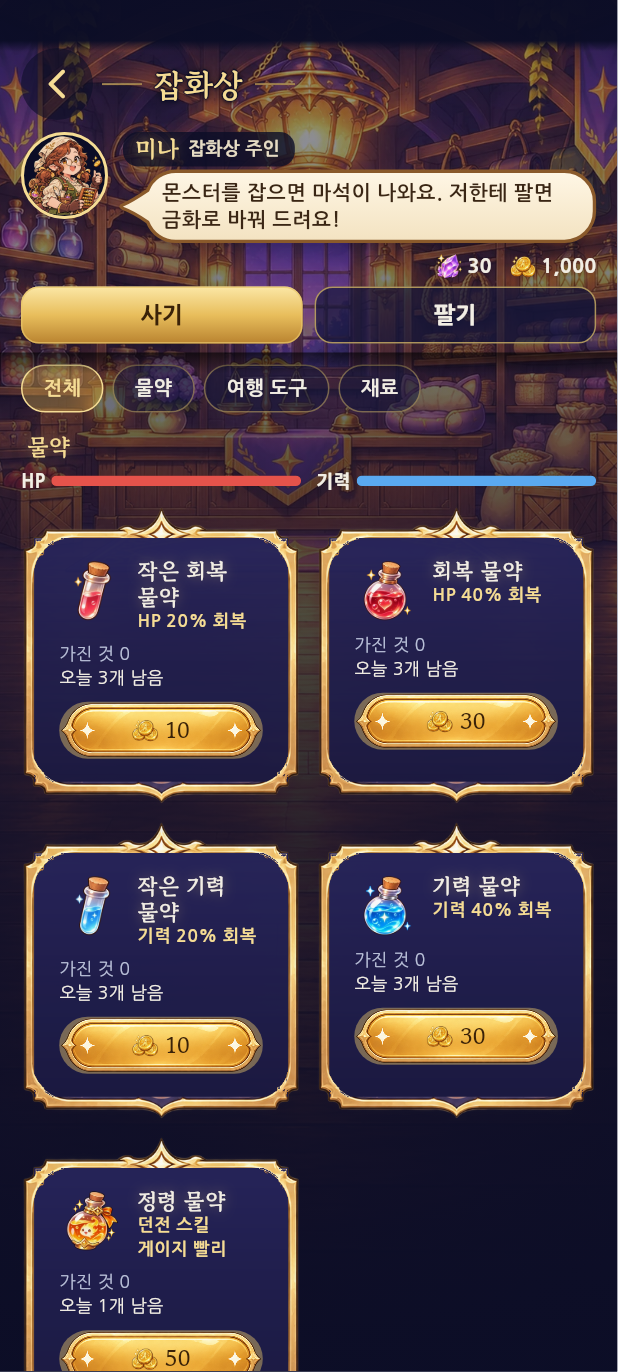 잡화상
미나 잡화상 주인
몬스터를 잡으면 마석이 나와요. 저한테 팔면
금화로 바꿔 드려요!
30 1,000
사기 팔기
전체 물약 여행 도구 재료
물약
HP 기력
작은 회복
물약
HP 20% 회복
가진 것 0
오늘 3개 남음
10
회복 물약
HP 40% 회복
가진 것 0
오늘 3개 남음
30
작은 기력
물약
기력 20% 회복
가진 것 0
오늘 3개 남음
10
기력 물약
기력 40% 회복
가진 것 0
오늘 3개 남음
30
정령 물약
던전 스킬
게이지 빨리
가진 것 0
오늘 1개 남음
50